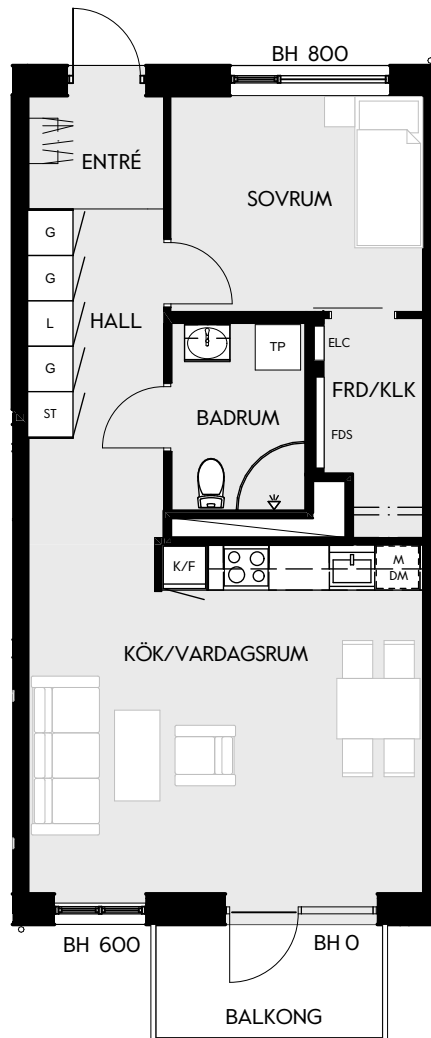 BH 800
ENTRÉ
SOVRUM
G
G
L
HALL
G
ST
TP
ELC
FRD/KLK
BADRUM
FDS
K/F
M
DM
KÖK/VARDAGSRUM
BH 600
BH 0
BALKONG